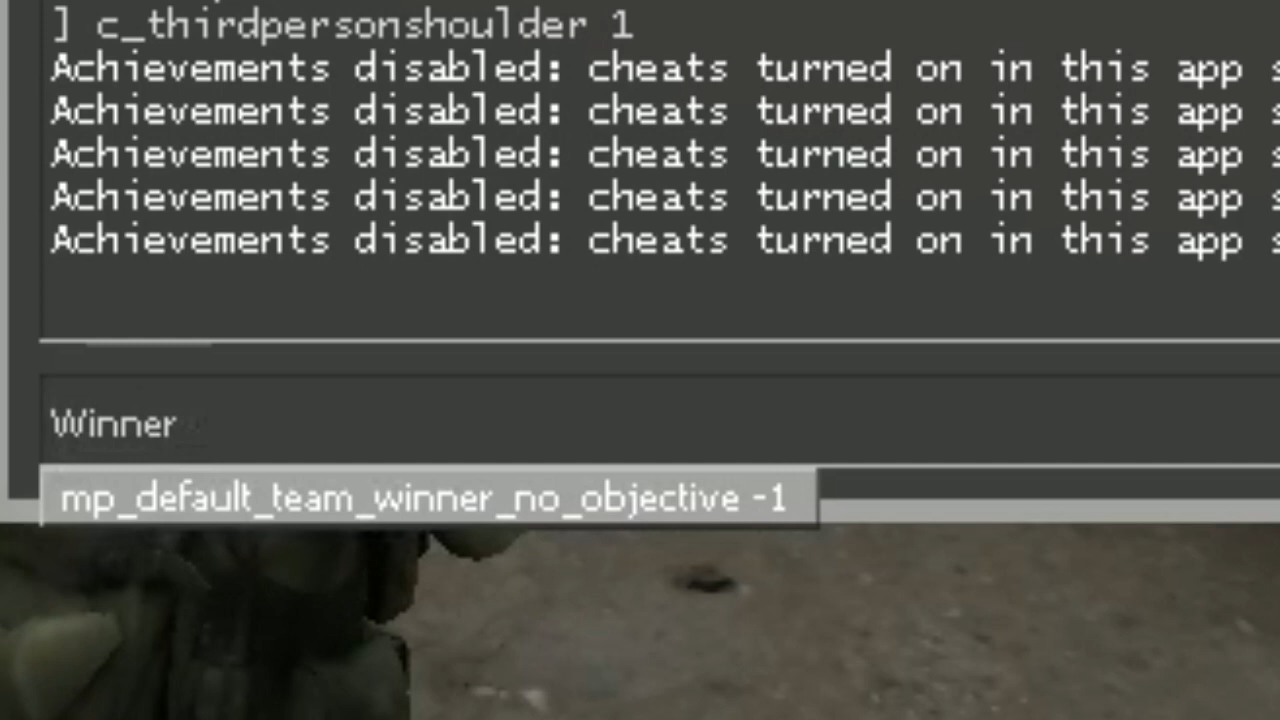 ] c_thirdpersonshoulder 1
Achievements disabled: cheats turned on in this app s
Achievements disabled: cheats turned on in this app s
Achievements disabled: cheats turned on in this app s
Achievements disabled: cheats turned on in this app s
Achievements disabled: cheats turned on in this app s
Winner
mp_default_team_winner_no_objective -1